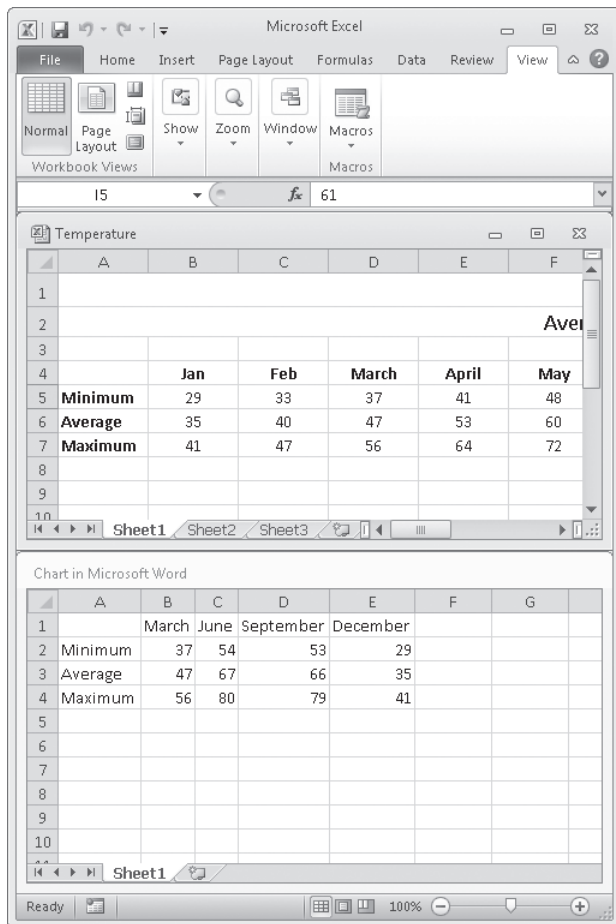 Microsoft Excel
File Home Insert Page Layout Formulas Data Review View
Normal Page Layout Show Zoom Window Macros
Workbook Views Macros
I5 fx 61
Temperature
A B C D E F
1
2 Aver
3
4 Jan Feb March April May
5 Minimum 29 33 37 41 48
6 Average 35 40 47 53 60
7 Maximum 41 47 56 64 72
8
9
10
Sheet1 Sheet2 Sheet3
Chart in Microsoft Word
A B C D E F G
1 March June September December
2 Minimum 37 54 53 29
3 Average 47 67 66 35
4 Maximum 56 80 79 41
5
6
7
8
9
10
Sheet1
Ready 100%